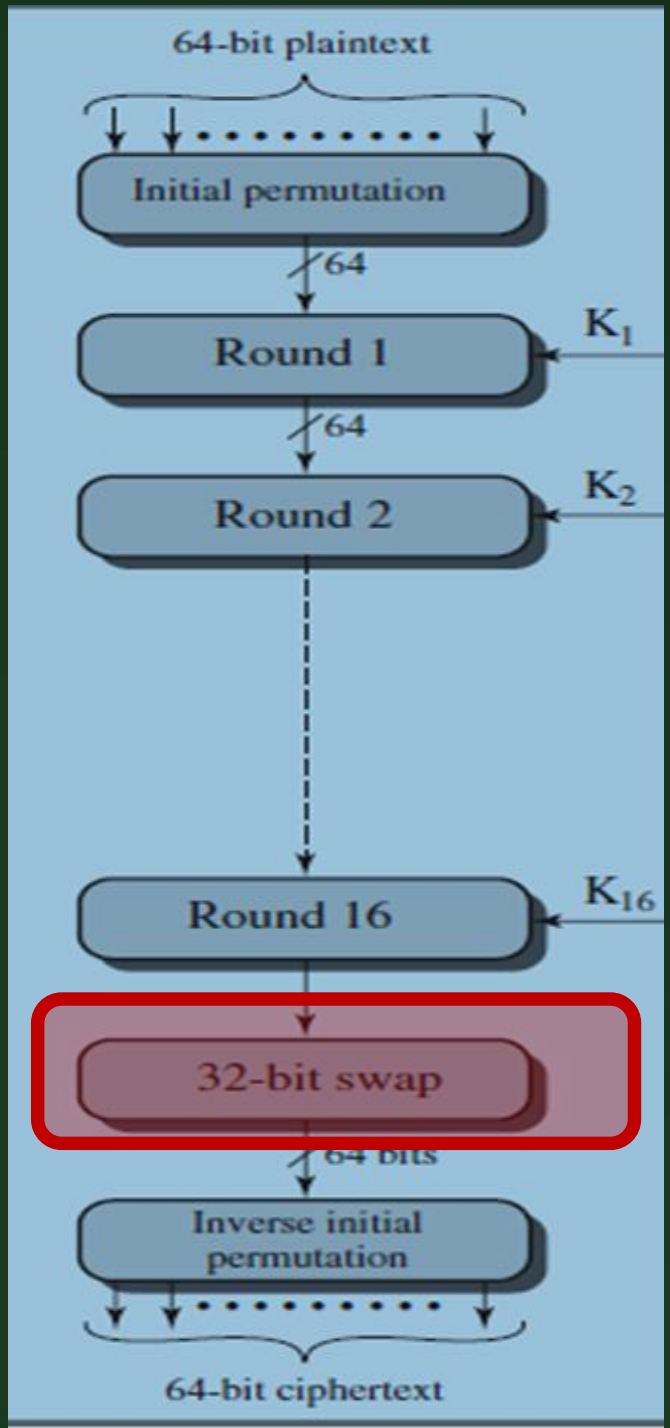 64-bit plaintext
Initial permutation
64
Round 1
K₁
64
Round 2
K₂
Round 16
K₁₆
32-bit swap
64 bits
Inverse initial
permutation
64-bit ciphertext